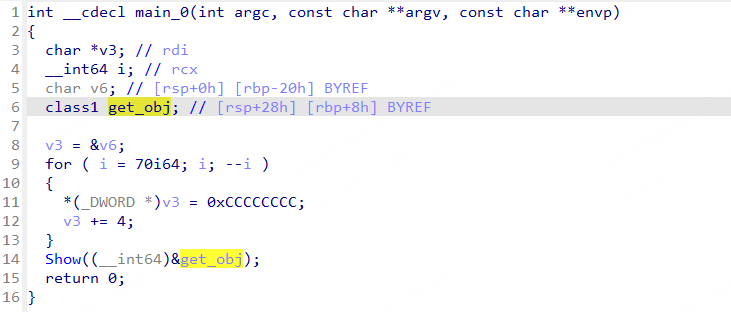 1 int __cdecl main_0(int argc, const char **argv, const char **envp)
2 {
3   char *v3; // rdi
4   __int64 i; // rcx
5   char v6; // [rsp+0h] [rbp-20h] BYREF
6   class1 get_obj; // [rsp+28h] [rbp+8h] BYREF
7
8   v3 = &v6;
9   for ( i = 70i64; i; --i )
10   {
11     *(_DWORD *)v3 = 0xCCCCCCCC;
12     v3 += 4;
13   }
14   Show((__int64)&get_obj);
15   return 0;
16 }